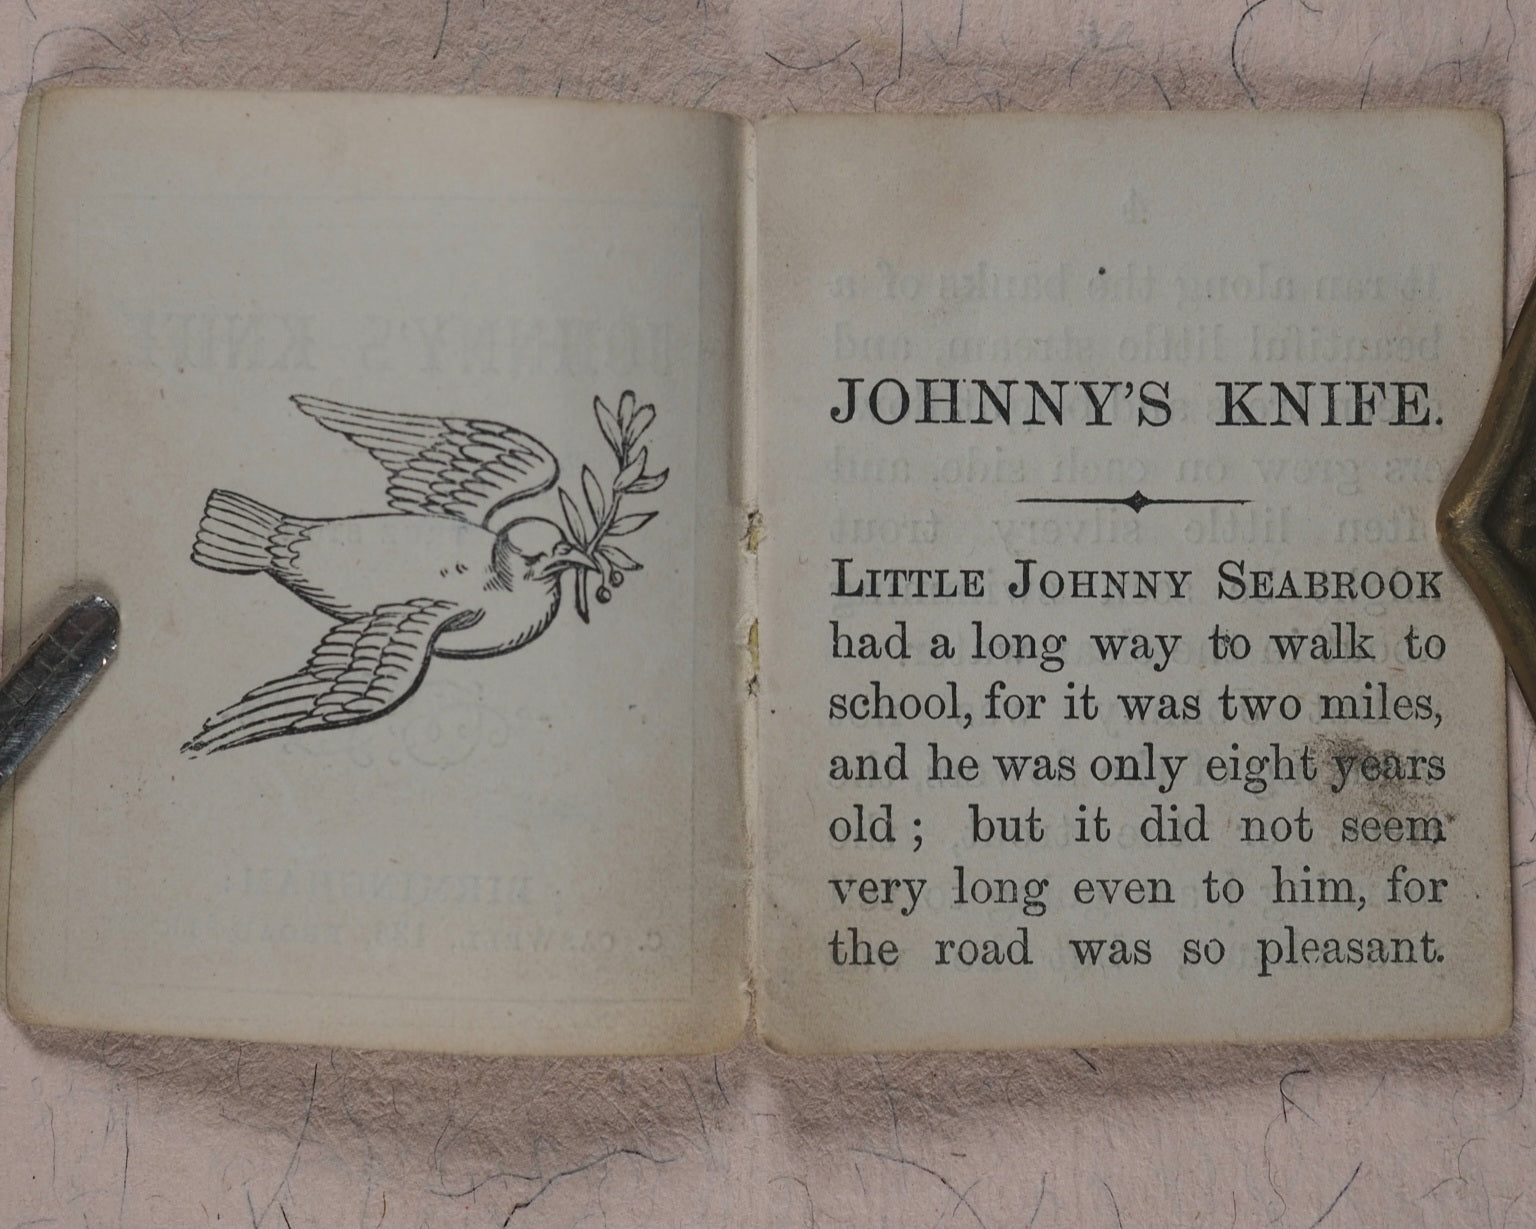 JOHNNY'S KNIFE.
LITTLE JOHNNY SEABROOK
had a long way to walk to
school, for it was two miles,
and he was only eight years
old ; but it did not seem
very long even to him, for
the road was so pleasant.